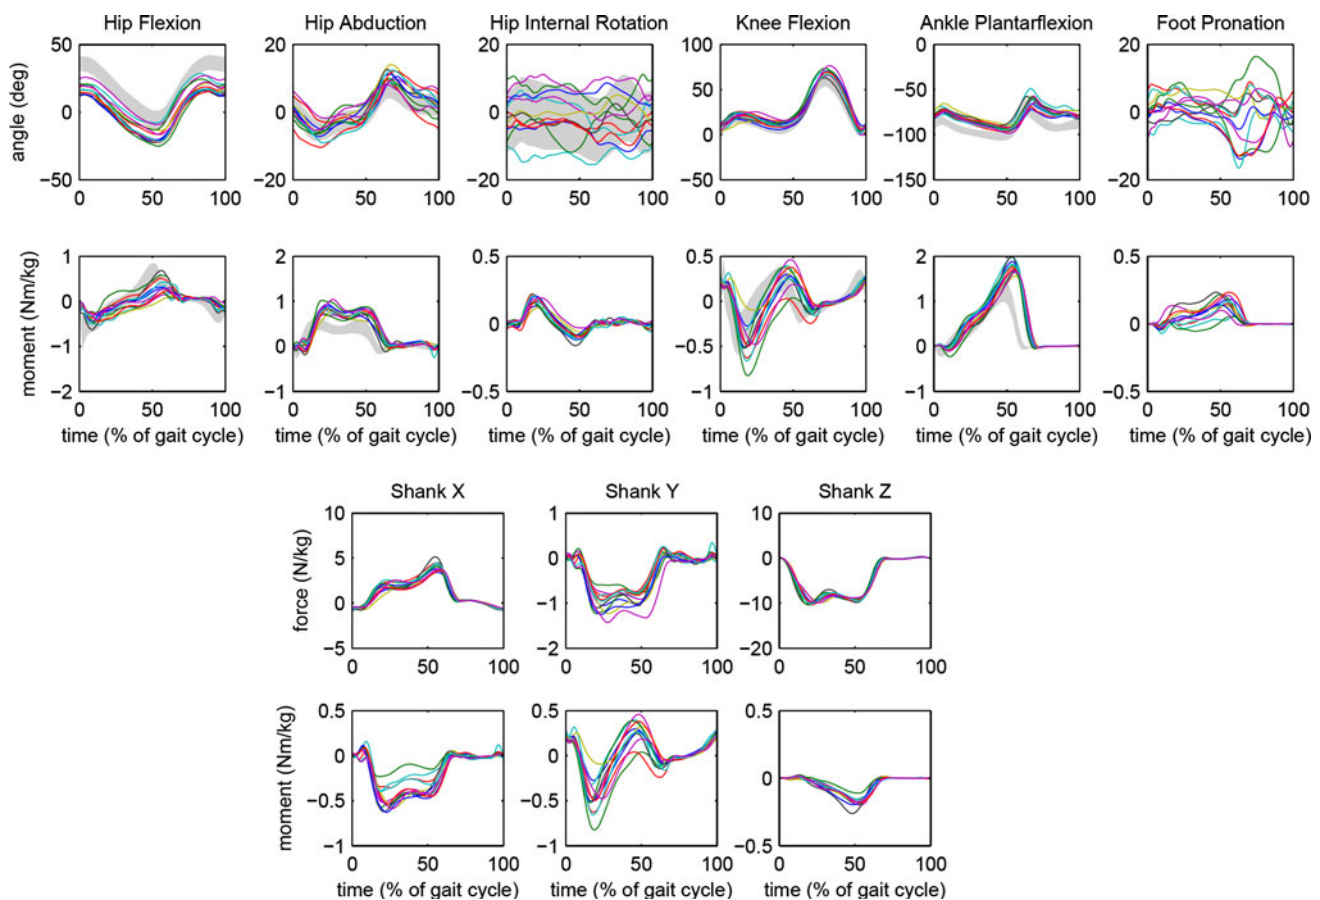 Hip Flexion Hip Abduction Hip Internal Rotation Knee Flexion Ankle Plantarflexion Foot Pronation
angle (deg)
50 20 20 100 −0 20
0 0 0 50 −50 0
−100
−50 −20 −20 0 −150 −20
−50
0 50 100 0 50 100 0 50 100 0 50 100 0 50 100 0 50 100
moment (Nm/kg)
1 2 0.5 0.5 2 0.5
0 1 0 0 1 0
−1 0 −0.5 0
−2 −1 0.5 −1 −1 0.5
0 50 100 0 50 100 0 50 100 0 50 100 0 50 100 0 50 100
time (% of gait cycle) time (% of gait cycle) time (% of gait cycle) time (% of gait cycle) time (% of gait cycle) time (% of gait cycle)
Shank X Shank Y Shank Z
force (N/kg)
10 1 10
5 0 0
0 −1 −10
−5 −2 −20
0 50 100 0 50 100 0 50 100
moment (Nm/kg)
0.5 0.5 0.5
0 0 0
−0.5 −0.5
−1 −1 −0.5
0 50 100 0 50 100 0 50 100
time (% of gait cycle) time (% of gait cycle) time (% of gait cycle)